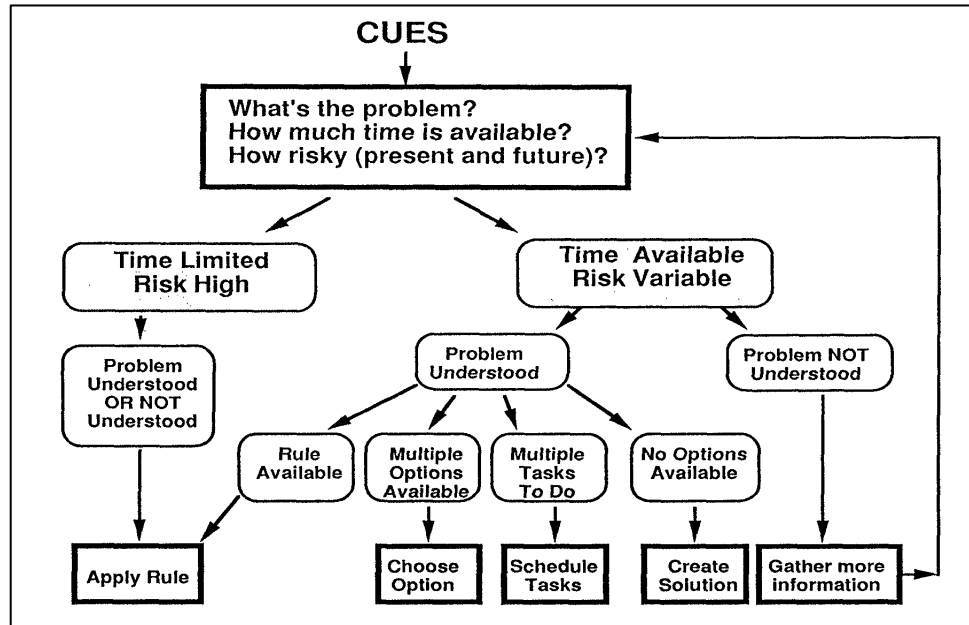 CUES
What's the problem?
How much time is available?
How risky (present and future)?
Time Limited
Risk High
Time Available
Risk Variable
Problem
Understood
OR NOT
Understood
Problem
Understood
Problem NOT
Understood
Rule
Available
Multiple
Options
Available
Multiple
Tasks
To Do
No Options
Available
Apply Rule
Choose
Option
Schedule
Tasks
Create
Solution
Gather more
information